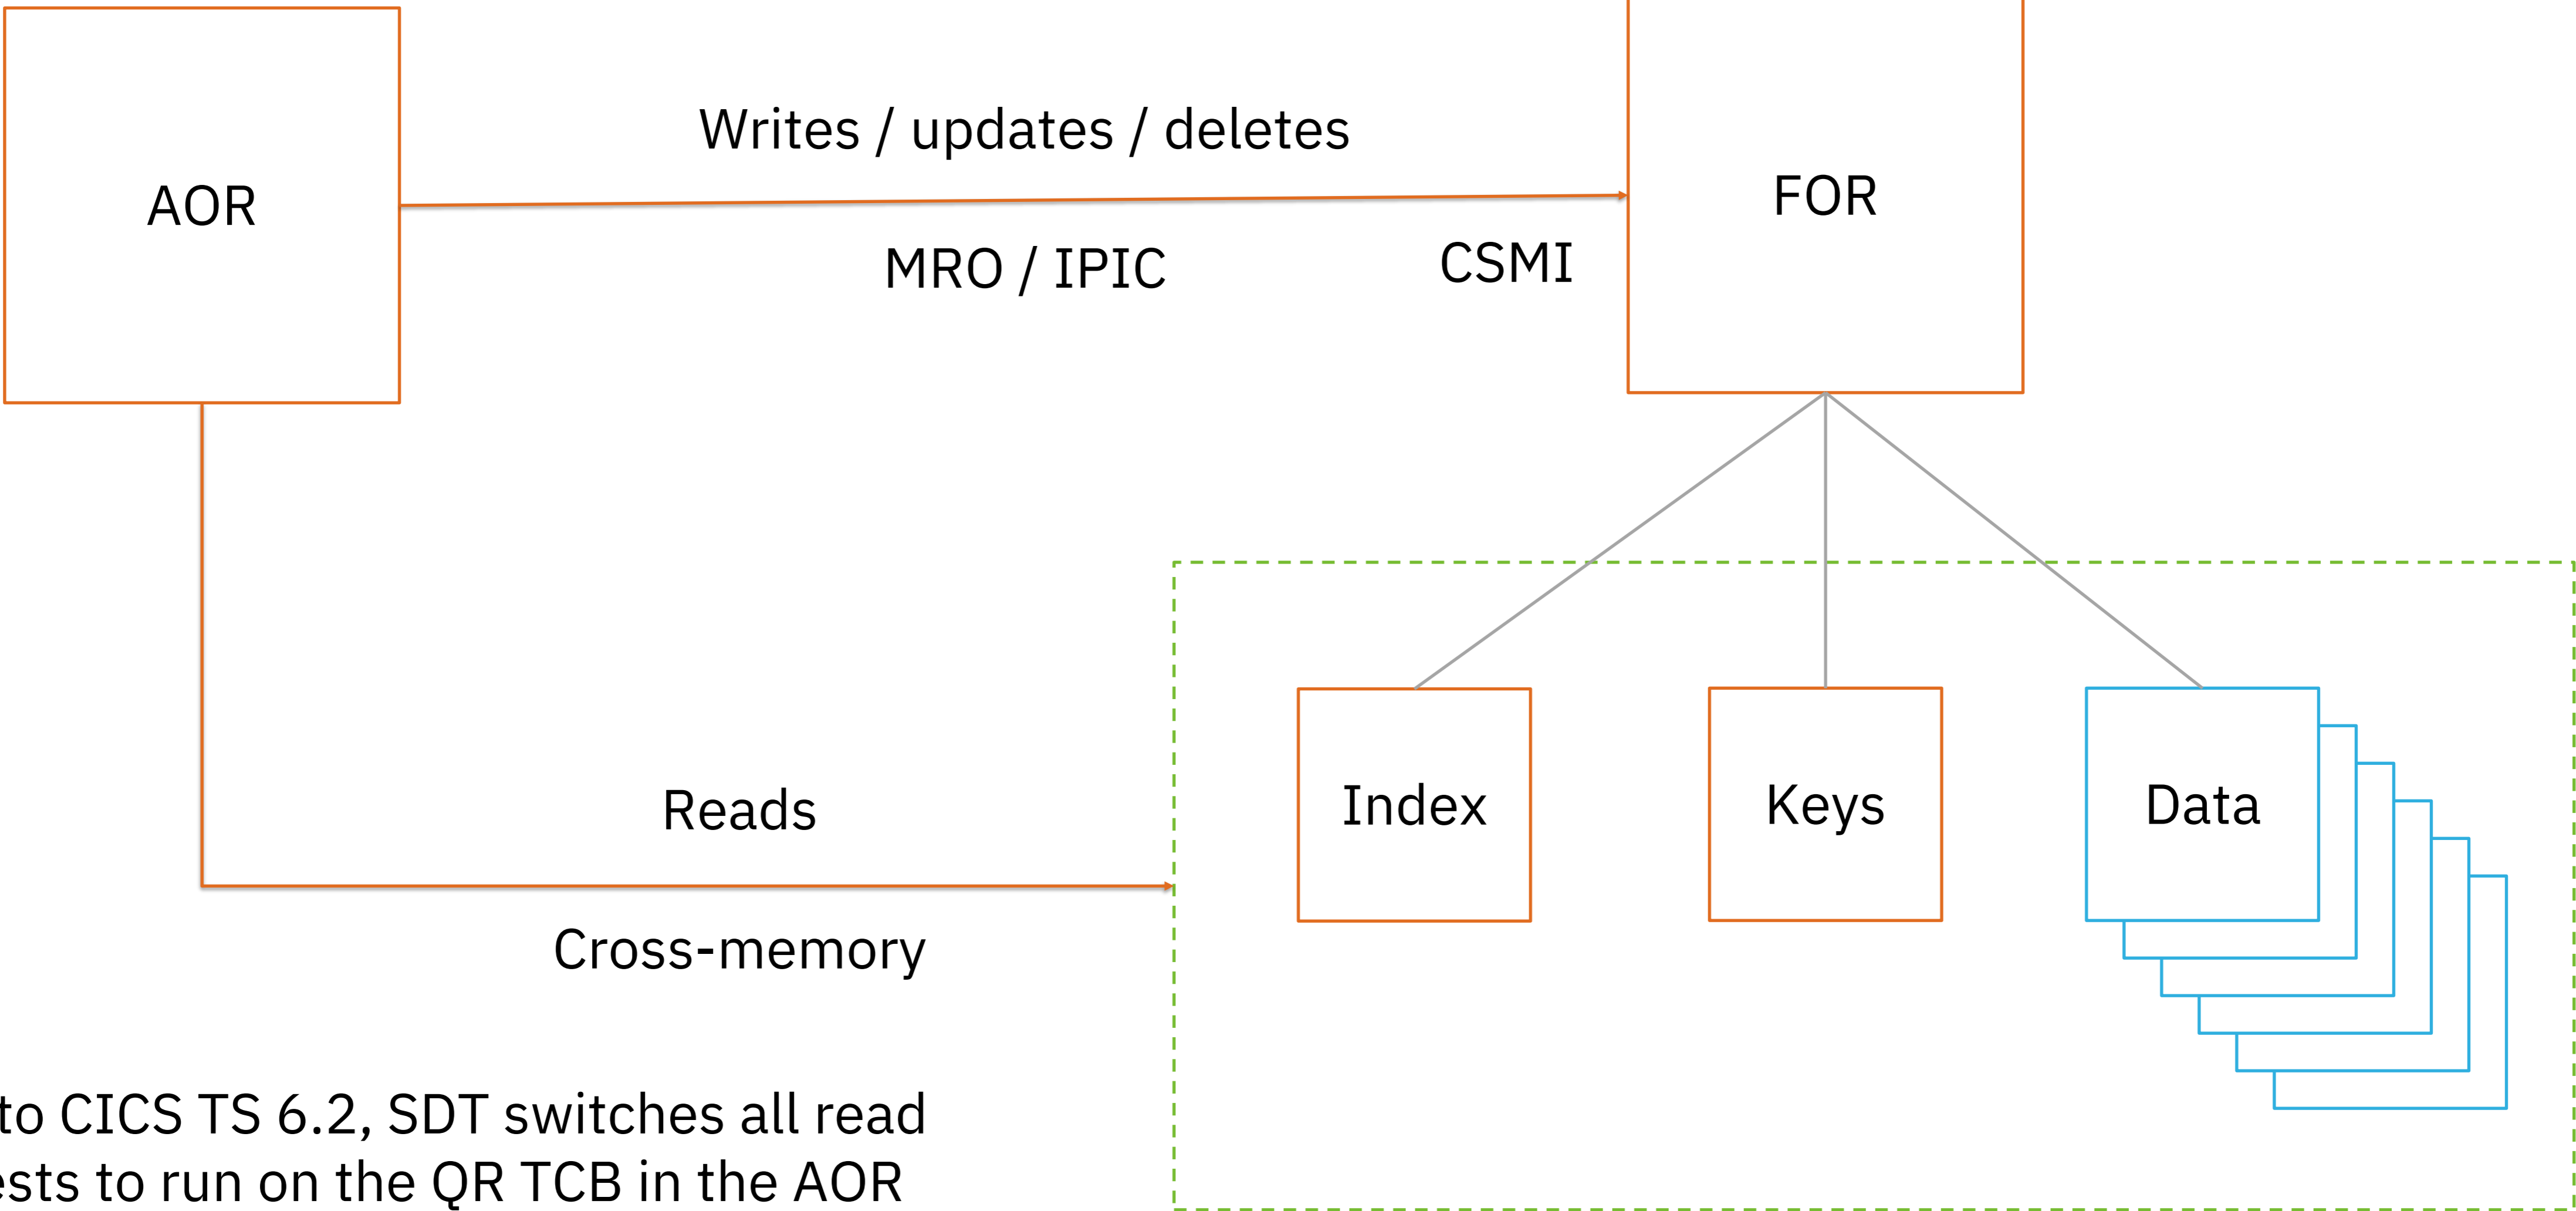 AOR
Writes / updates / deletes
FOR
MRO / IPIC
CSMI
Index
Keys
Data
Reads
Cross-memory
to CICS TS 6.2, SDT switches all read
to run on the QR TCB in the AOR